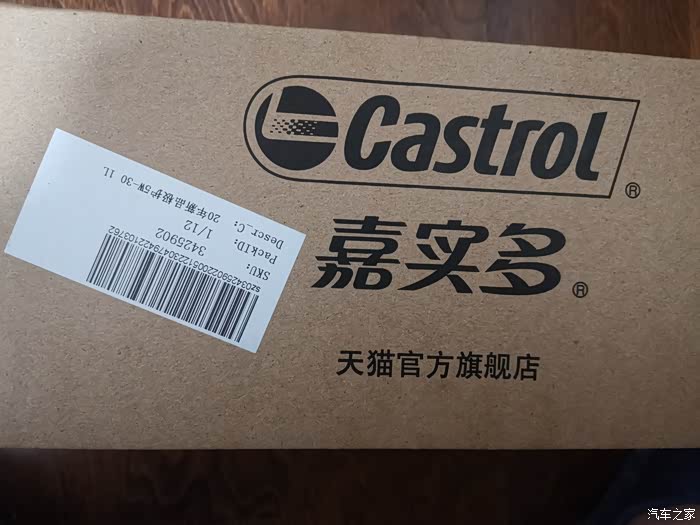 Castrol®
嘉实多®
天猫官方旗舰店
SKU: 3425902
PackID: 1/12
Descr_C: 20年新品极护5W-30 1L
汽车之家